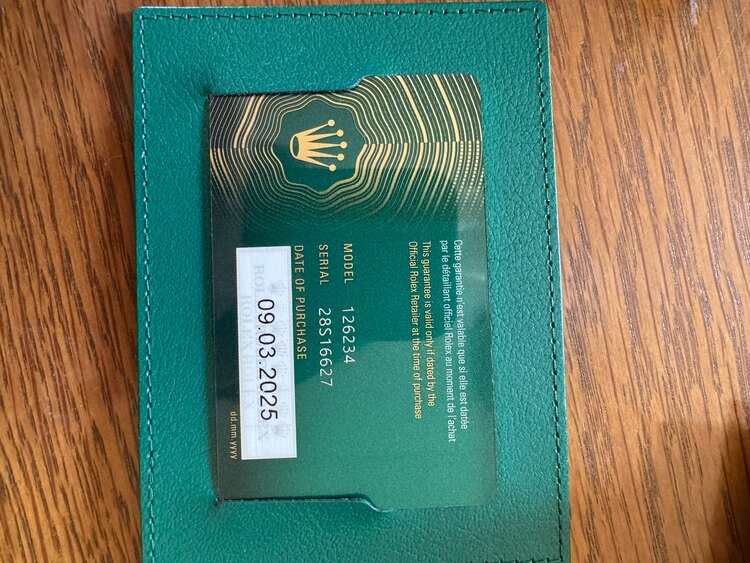 Cette garantie n'est valable que si elle est datée
par le détaillant officiel Rolex au moment de l'achat
This guarantee is valid only if dated by the
Official Rolex Retailer at the time of purchase
MODEL 126234
SERIAL 28S16627
DATE OF PURCHASE
09.03.2025
dd.mm.yyyy